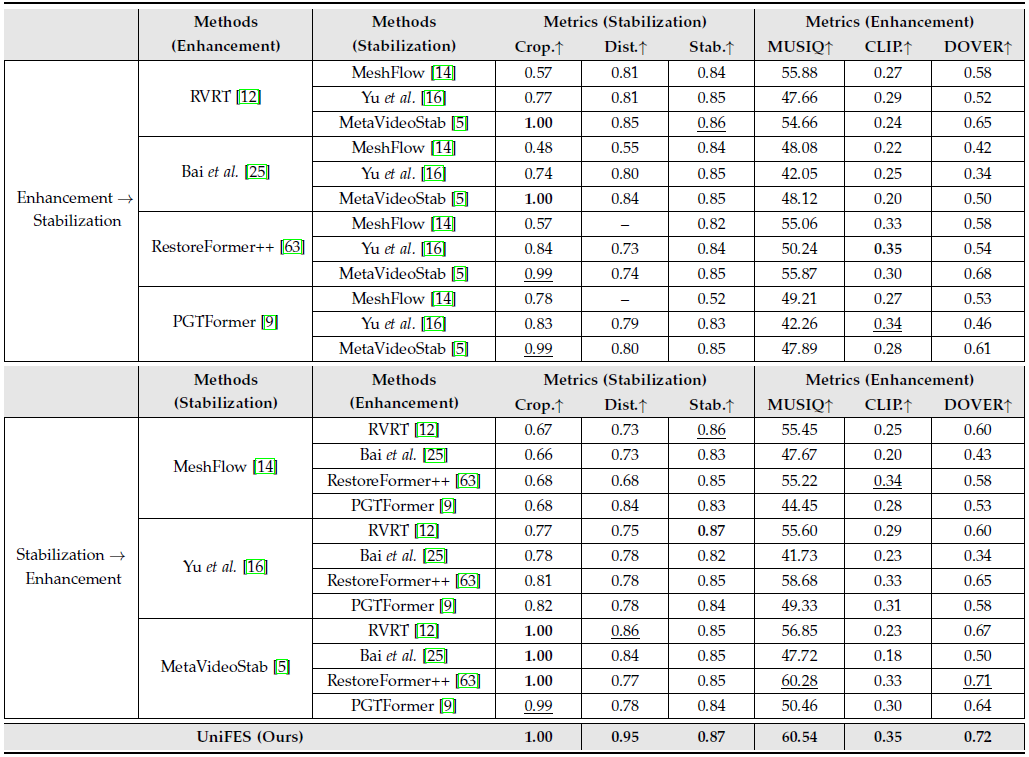 Methods Methods Metrics (Stabilization) Metrics (Enhancement)
(Enhancement) (Stabilization) Crop.↑ Dist.↑ Stab.↑ MUSIQ↑ CLIP.↑ DOVER↑
Enhancement → Stabilization
RVRT [12]
MeshFlow [14] 0.57 0.81 0.84 55.88 0.27 0.58
Yu et al. [16] 0.77 0.81 0.85 47.66 0.29 0.52
MetaVideoStab [5] 1.00 0.85 0.86 54.66 0.24 0.65
Bai et al. [25]
MeshFlow [14] 0.48 0.55 0.84 48.08 0.22 0.42
Yu et al. [16] 0.74 0.80 0.85 42.05 0.25 0.34
MetaVideoStab [5] 1.00 0.84 0.85 48.12 0.20 0.50
RestoreFormer++ [63]
MeshFlow [14] 0.57 – 0.82 55.06 0.33 0.58
Yu et al. [16] 0.84 0.73 0.84 50.24 0.35 0.54
MetaVideoStab [5] 0.99 0.74 0.85 55.87 0.30 0.68
PGTFormer [9]
MeshFlow [14] 0.78 – 0.52 49.21 0.27 0.53
Yu et al. [16] 0.83 0.79 0.83 42.26 0.34 0.46
MetaVideoStab [5] 0.99 0.80 0.85 47.89 0.28 0.61
Methods Methods Metrics (Stabilization) Metrics (Enhancement)
(Stabilization) (Enhancement) Crop.↑ Dist.↑ Stab.↑ MUSIQ↑ CLIP.↑ DOVER↑
Stabilization → Enhancement
MeshFlow [14]
RVRT [12] 0.67 0.73 0.86 55.45 0.25 0.60
Bai et al. [25] 0.66 0.73 0.83 47.67 0.20 0.43
RestoreFormer++ [63] 0.68 0.68 0.85 55.22 0.34 0.58
PGTFormer [9] 0.68 0.84 0.83 44.45 0.28 0.53
Yu et al. [16]
RVRT [12] 0.77 0.75 0.87 55.60 0.29 0.60
Bai et al. [25] 0.78 0.78 0.82 41.73 0.23 0.34
RestoreFormer++ [63] 0.81 0.78 0.85 58.68 0.33 0.65
PGTFormer [9] 0.82 0.78 0.84 49.33 0.31 0.58
MetaVideoStab [5]
RVRT [12] 1.00 0.86 0.85 56.85 0.23 0.67
Bai et al. [25] 1.00 0.84 0.85 47.72 0.18 0.50
RestoreFormer++ [63] 1.00 0.77 0.85 60.28 0.33 0.71
PGTFormer [9] 0.99 0.78 0.84 50.46 0.30 0.64
UniFES (Ours) 1.00 0.95 0.87 60.54 0.35 0.72